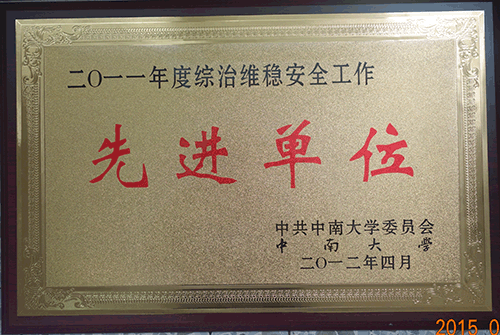 二〇一一年度综治维稳安全工作
先进单位
中共中南大学委员会
中南大学
二〇一二年四月
2015.0